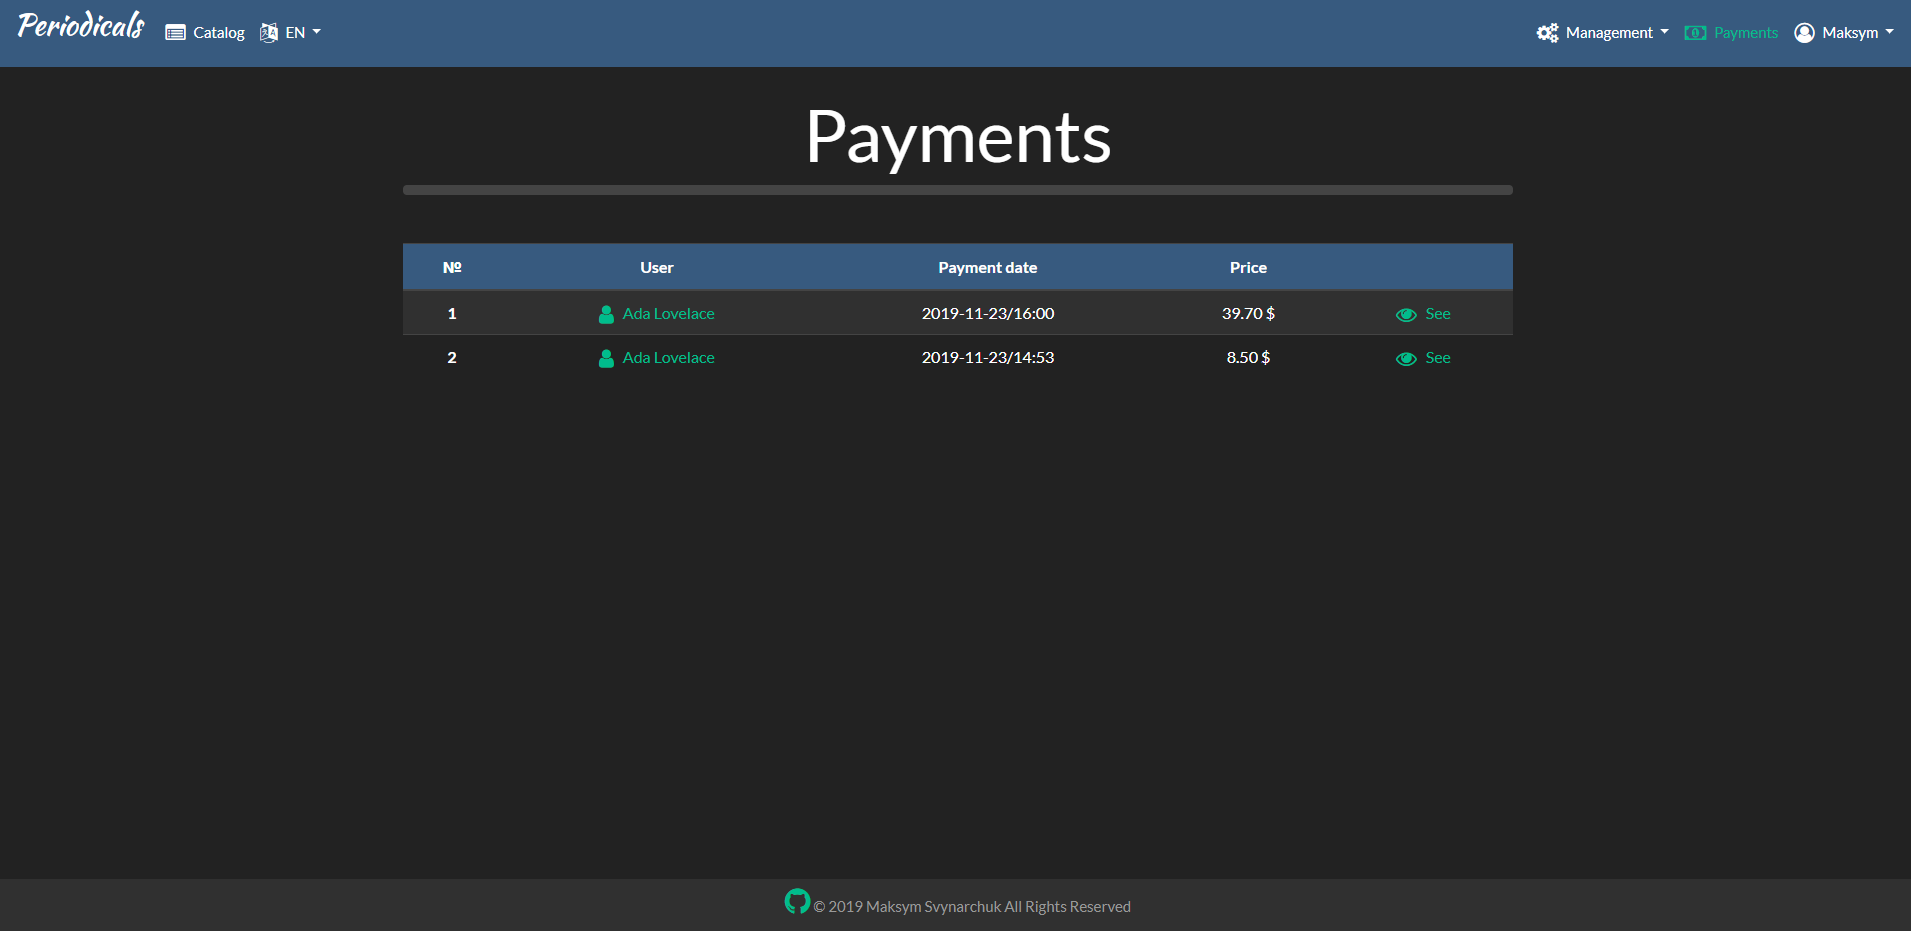 Periodicals Catalog EN Management Payments Maksym
Payments
№ User Payment date Price
1 Ada Lovelace 2019-11-23/16:00 39.70 $ See
2 Ada Lovelace 2019-11-23/14:53 8.50 $ See
© 2019 Maksym Svynarchuk All Rights Reserved